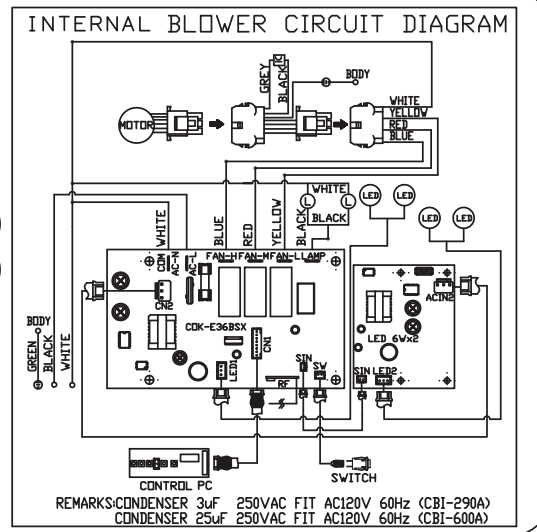 INTERNAL BLOWER CIRCUIT DIAGRAM
GREY
BLACK
K
BODY
MOTOR
WHITE
YELLOW
RED
BLUE
WHITE
L
L
BLACK
LED
LED
LED
LED
WHITE
BLUE
RED
YELLOW
BLACK
COM
AC-N
AC-L
FAN-H
FAN-M
FAN-L
LAMP
CN2
CDK-E36BSX
CN1
LED1
SIN
SW
RF
ACIN2
LED 6W×2
SIN
LED2
BODY
GREEN
BLACK
WHITE
CONTROL PC
SWITCH
REMARKS:CONDENSER 3uF 250VAC FIT AC120V 60Hz (CBI-290A)
CONDENSER 25uF 250VAC FIT AC120V 60Hz (CBI-600A)